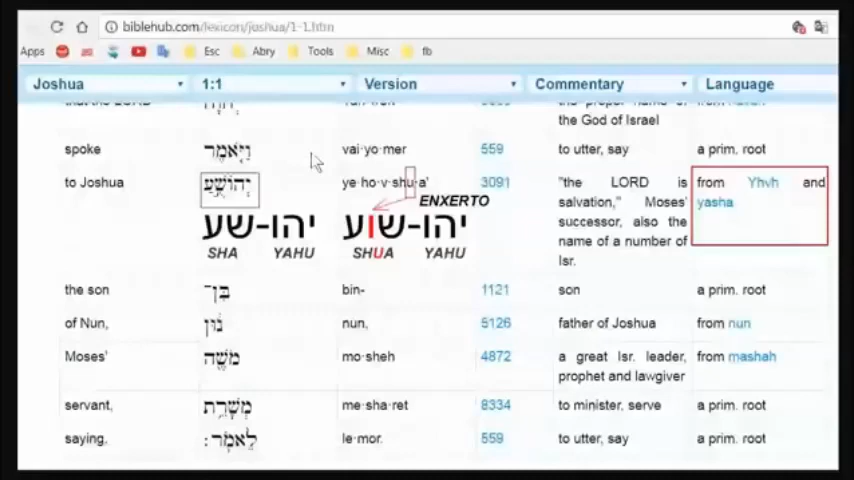 biblehub.com/lexicon/joshua/1-1.htm
Apps Esc Abry Tools Misc fb
Joshua 1:1 Version Commentary Language
the proper name of
the God of Israel
spoke וַיֹּאמֶר vai·yo·mer 559 to utter, say a prim. root
to Joshua יְהוֹשֻׁעַ ye·ho·v·shu·a' 3091 "the LORD is from Yhvh and
salvation," Moses' yasha
successor, also the
name of a number of
Isr.
ENXERTO
יהו-שע יהו-שוע
SHA YAHU SHUA YAHU
the son בִּן־ bin- 1121 son a prim. root
of Nun, נוּן nun, 5126 father of Joshua from nun
Moses' מֹשֶׁה mo·sheh 4872 a great Isr. leader, from mashah
prophet and lawgiver
servant, מְשָׁרֵת me·sha·ret 8334 to minister, serve a prim. root
saying, לֵאמֹר׃ le·mor. 559 to utter, say a prim. root